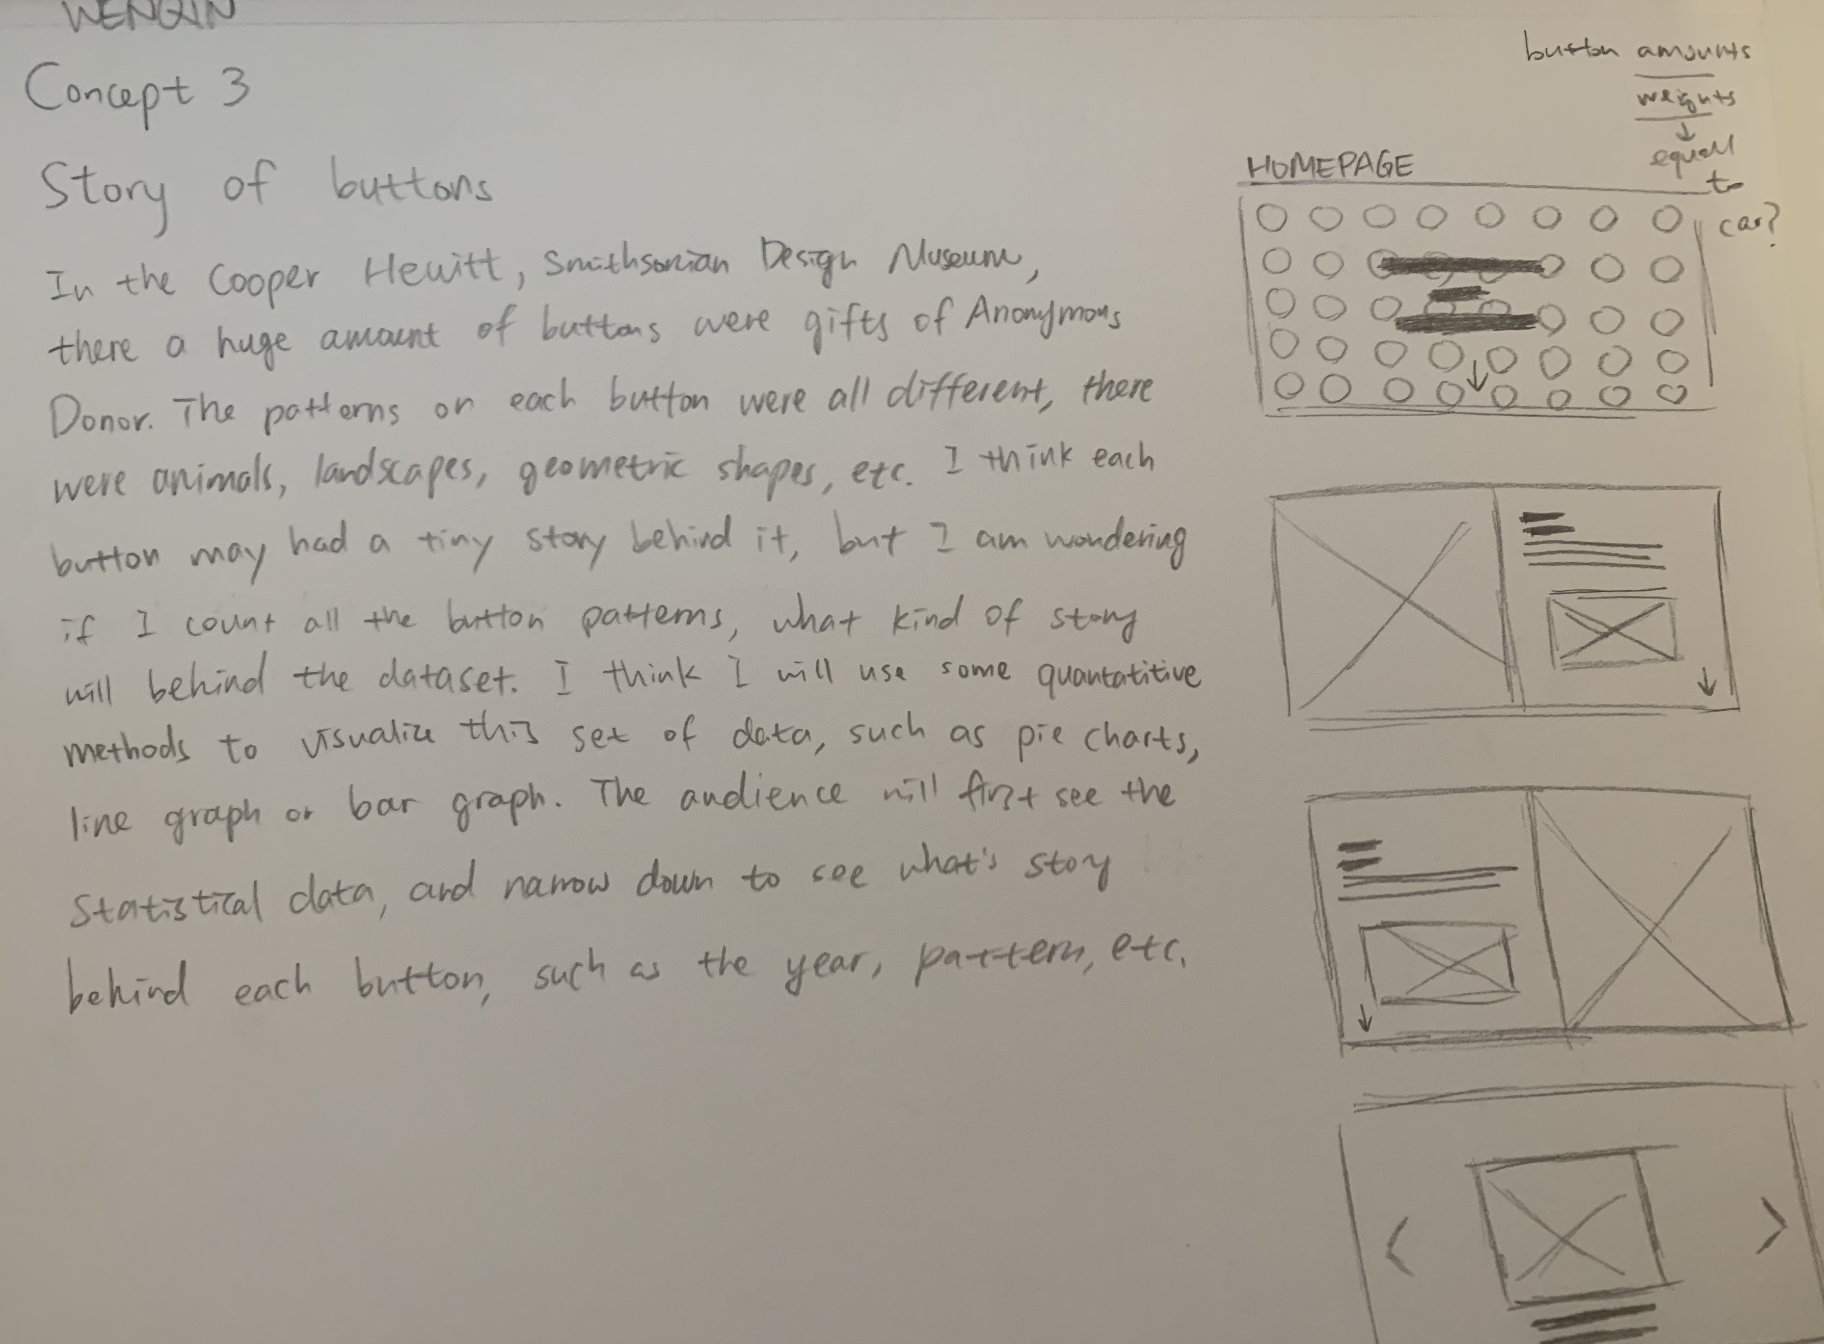 WENQIN
Concept 3
Story of buttons
In the Cooper Hewitt, Smithsonian Design Museum,
there a huge amount of buttons were gifts of Anonymous
Donor. The patterns on each button were all different, there
were animals, landscapes, geometric shapes, etc. I think each
button may had a tiny story behind it, but I am wondering
if I count all the button patterns, what kind of story
will behind the dataset. I think I will use some quantatitive
methods to visualize this set of data, such as pie charts,
line graph or bar graph. The audience will first see the
statistical data, and narrow down to see what's story
behind each button, such as the year, pattern, etc.
button amounts
weights
equall
to
car?
HOMEPAGE